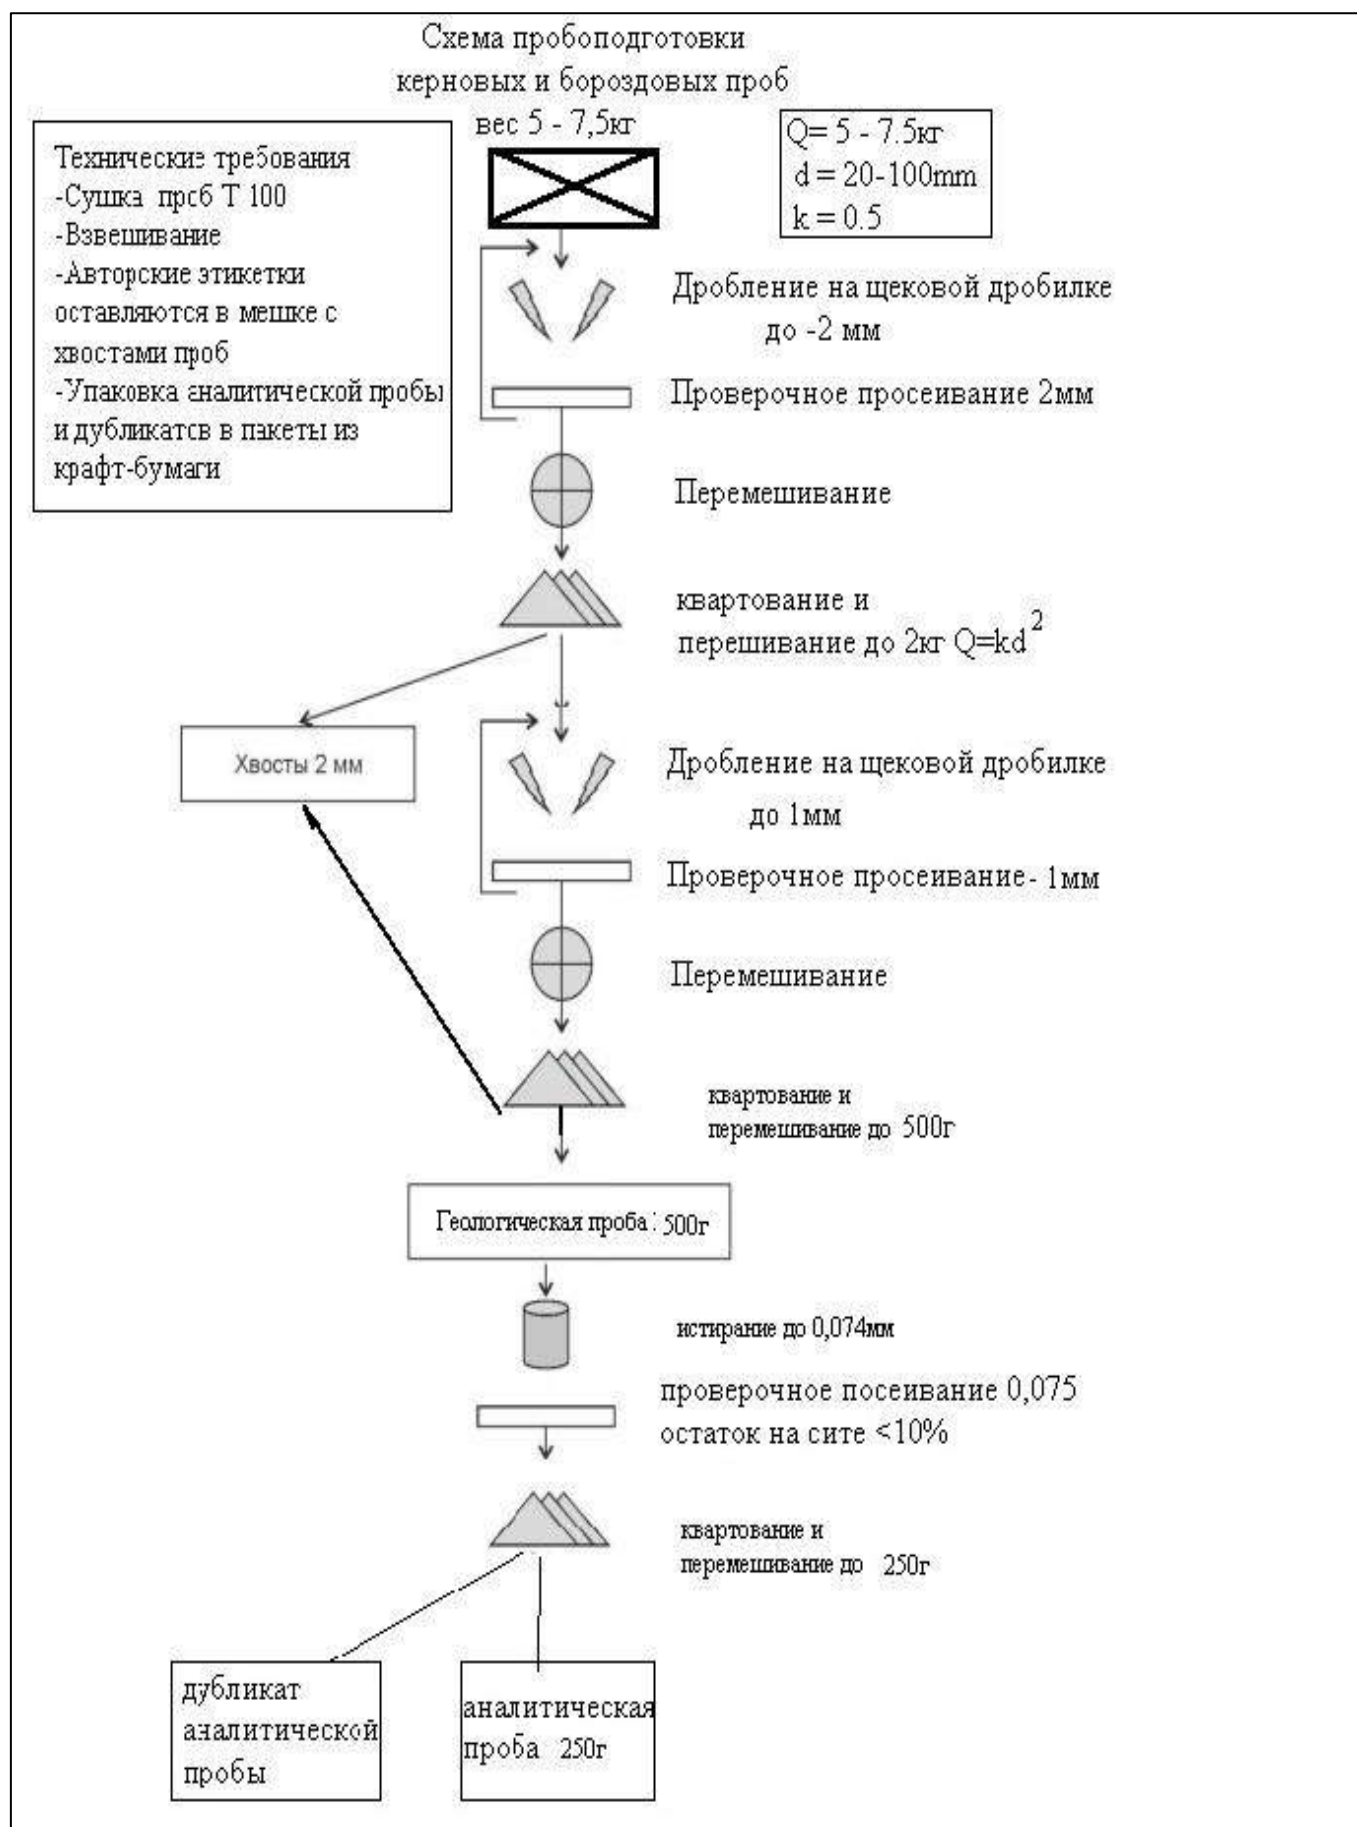 Схема пробоподготовки
керновых и бороздовых проб
вес 5 - 7,5кг
Технические требования
-Сушка проб Т 100
-Взвешивание
-Авторские этикетки
оставляются в мешке с
хвостами проб
-Упаковка аналитической пробы
и дубликатов в пакеты из
крафт-бумаги
Q= 5 - 7.5кг
d = 20-100mm
k = 0.5
Дробление на щековой дробилке
до -2 мм
Проверочное просеивание 2мм
Перемешивание
квартование и
перешивание до 2кг Q=kd²
Хвосты 2 мм
Дробление на щековой дробилке
до 1мм
Проверочное просеивание- 1мм
Перемешивание
квартование и
перемешивание до 500г
Геологическая проба: 500г
истирание до 0,074мм
проверочное посеивание 0,075
остаток на сите <10%
квартование и
перемешивание до 250г
дубликат
аналитической
пробы
аналитическая
проба 250г